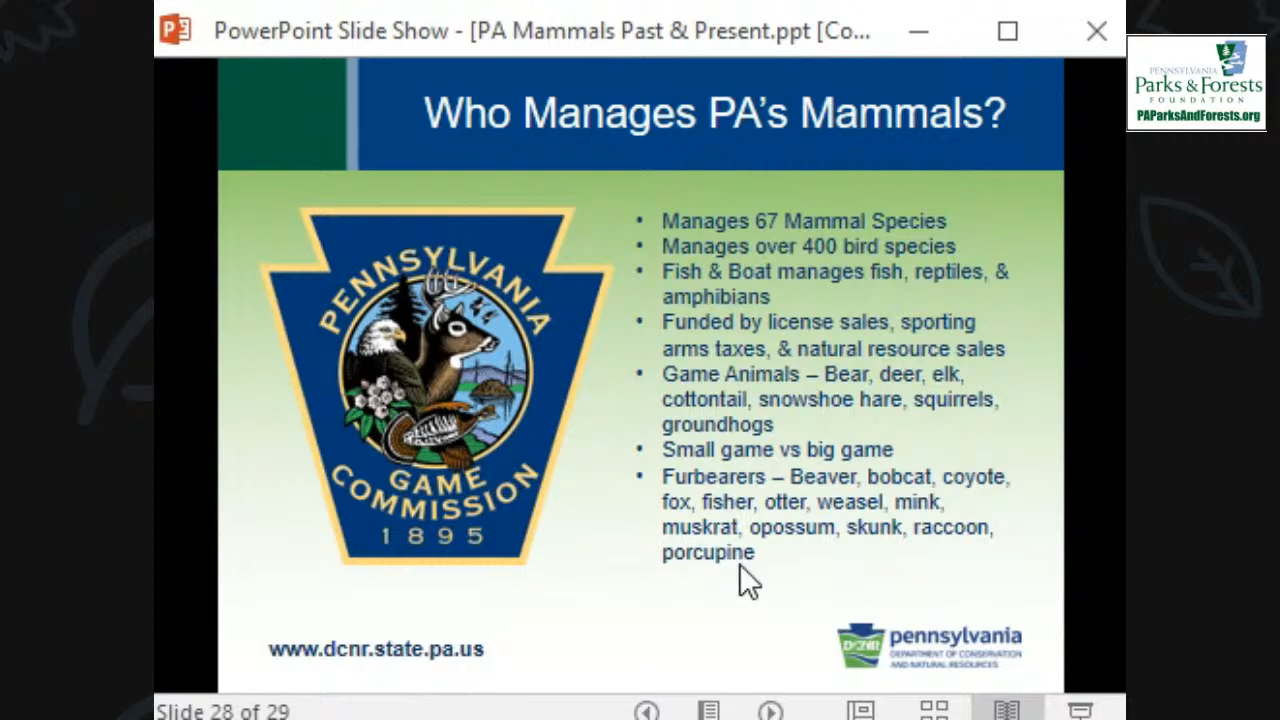 PowerPoint Slide Show - [PA Mammals Past & Present.ppt [Co...
PENNSYLVANIA
Parks & Forests
FOUNDATION
PAParksAndForests.org
Who Manages PA's Mammals?
PENNSYLVANIA
GAME
COMMISSION
1895
• Manages 67 Mammal Species
• Manages over 400 bird species
• Fish & Boat manages fish, reptiles, &
amphibians
• Funded by license sales, sporting
arms taxes, & natural resource sales
• Game Animals – Bear, deer, elk,
cottontail, snowshoe hare, squirrels,
groundhogs
• Small game vs big game
• Furbearers – Beaver, bobcat, coyote,
fox, fisher, otter, weasel, mink,
muskrat, opossum, skunk, raccoon,
porcupine
www.dcnr.state.pa.us
DCNR
pennsylvania
DEPARTMENT OF CONSERVATION
AND NATURAL RESOURCES
Slide 28 of 29